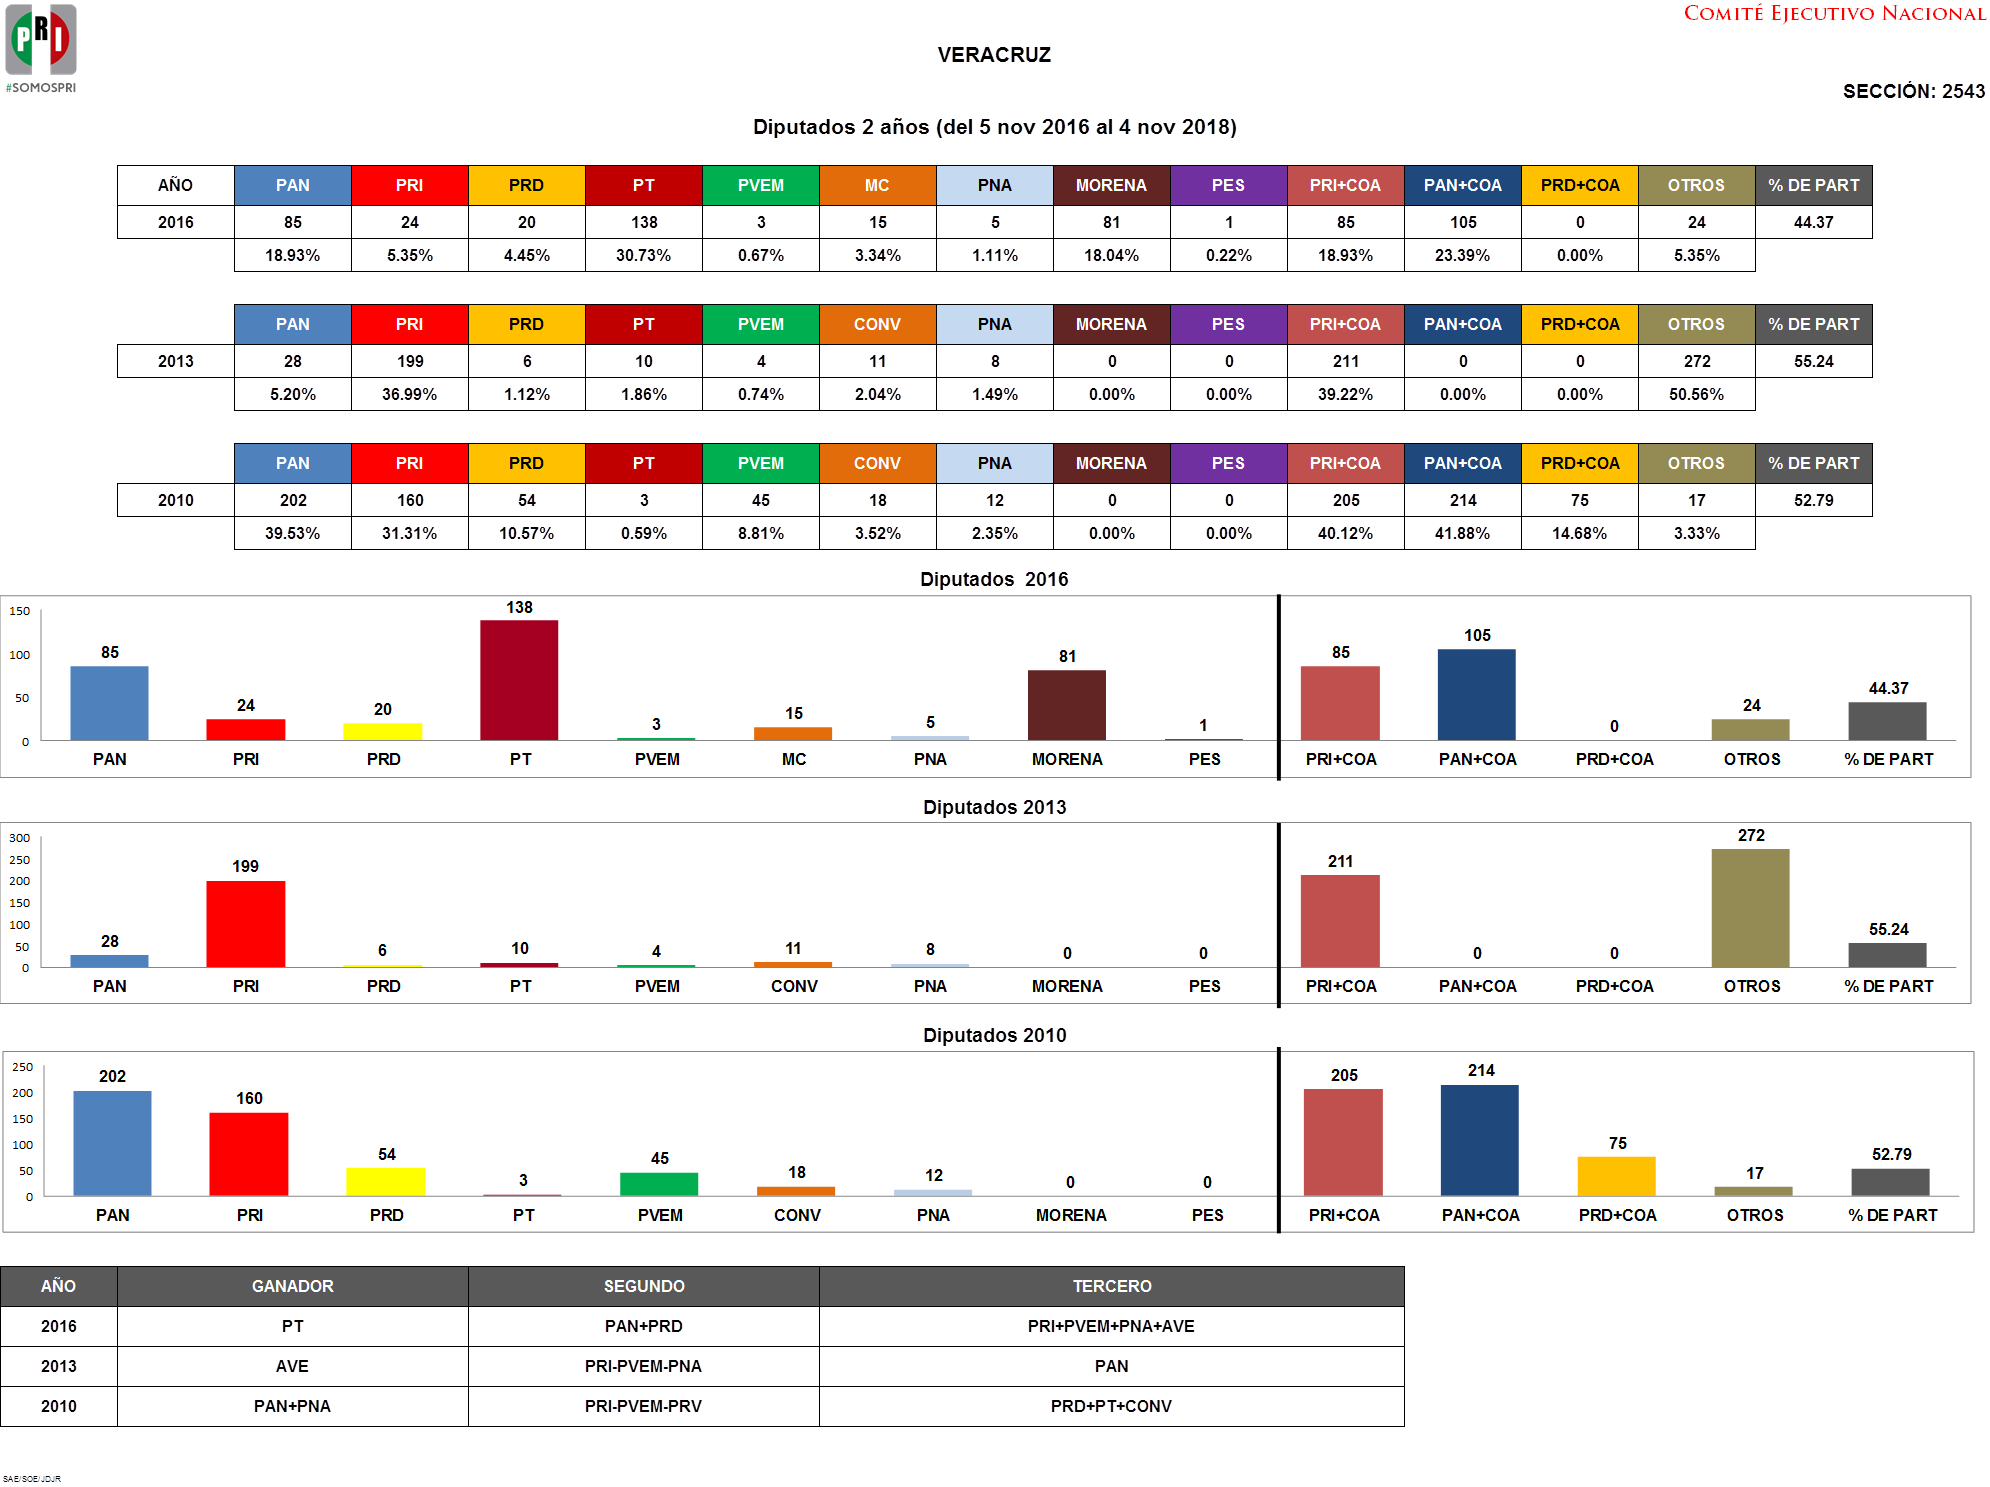 PRI
#SOMOSPRI
COMITÉ EJECUTIVO NACIONAL
VERACRUZ
SECCIÓN: 2543
Diputados 2 años (del 5 nov 2016 al 4 nov 2018)
AÑO PAN PRI PRD PT PVEM MC PNA MORENA PES PRI+COA PAN+COA PRD+COA OTROS % DE PART
2016 85 24 20 138 3 15 5 81 1 85 105 0 24 44.37
18.93% 5.35% 4.45% 30.73% 0.67% 3.34% 1.11% 18.04% 0.22% 18.93% 23.39% 0.00% 5.35%
PAN PRI PRD PT PVEM CONV PNA MORENA PES PRI+COA PAN+COA PRD+COA OTROS % DE PART
2013 28 199 6 10 4 11 8 0 0 211 0 0 272 55.24
5.20% 36.99% 1.12% 1.86% 0.74% 2.04% 1.49% 0.00% 0.00% 39.22% 0.00% 0.00% 50.56%
PAN PRI PRD PT PVEM CONV PNA MORENA PES PRI+COA PAN+COA PRD+COA OTROS % DE PART
2010 202 160 54 3 45 18 12 0 0 205 214 75 17 52.79
39.53% 31.31% 10.57% 0.59% 8.81% 3.52% 2.35% 0.00% 0.00% 40.12% 41.88% 14.68% 3.33%
Diputados 2016
150
100
50
0
85 24 20 138 3 15 5 81 1 85 105 0 24 44.37
PAN PRI PRD PT PVEM MC PNA MORENA PES PRI+COA PAN+COA PRD+COA OTROS % DE PART
Diputados 2013
300
250
200
150
100
50
0
28 199 6 10 4 11 8 0 0 211 0 0 272 55.24
PAN PRI PRD PT PVEM CONV PNA MORENA PES PRI+COA PAN+COA PRD+COA OTROS % DE PART
Diputados 2010
250
200
150
100
50
0
202 160 54 3 45 18 12 0 0 205 214 75 17 52.79
PAN PRI PRD PT PVEM CONV PNA MORENA PES PRI+COA PAN+COA PRD+COA OTROS % DE PART
AÑO GANADOR SEGUNDO TERCERO
2016 PT PAN+PRD PRI+PVEM+PNA+AVE
2013 AVE PRI-PVEM-PNA PAN
2010 PAN+PNA PRI-PVEM-PRV PRD+PT+CONV
SAE/SOE/JDJR